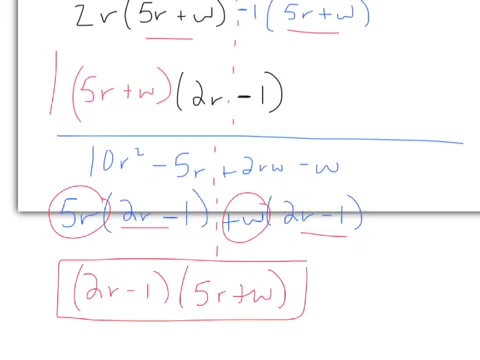 2r(5r+w) -1(5r+w)
(5r+w)(2r-1)
10r² - 5r + 2rw - w
5r(2r-1) + w(2r-1)
(2r-1)(5r+w)